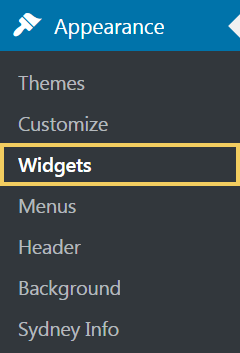 Appearance
Themes
Customize
Widgets
Menus
Header
Background
Sydney Info